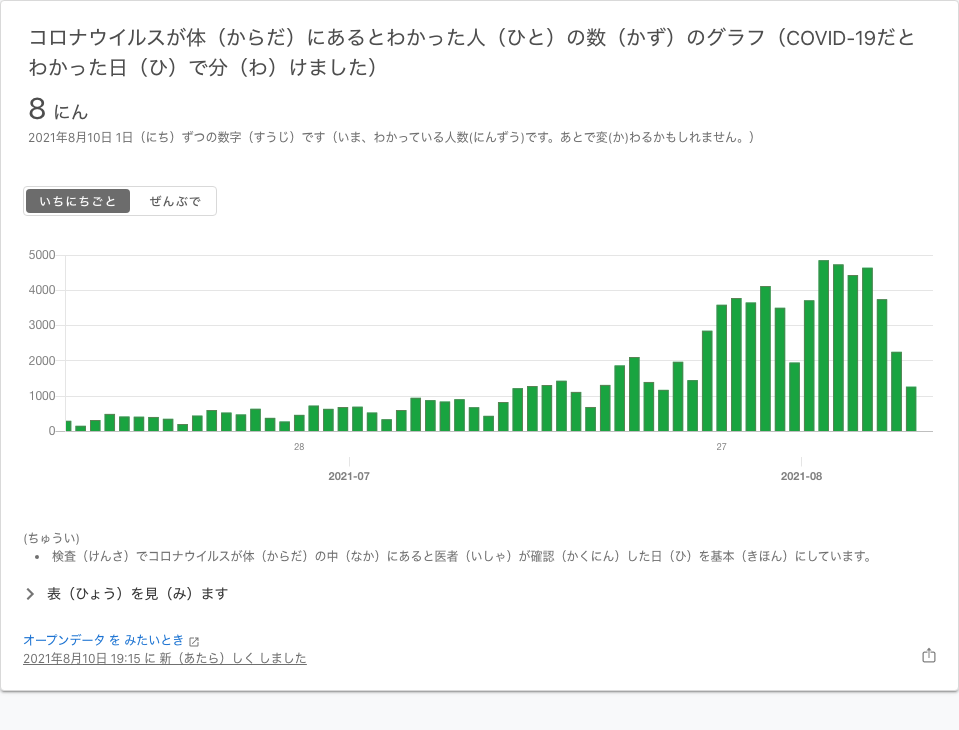 コロナウイルスが体（からだ）にあるとわかった人（ひと）の数（かず）のグラフ（COVID-19だと
わかった日（ひ）で分（わ）けました）
8 にん
2021年8月10日 1日（にち）ずつの数字（すうじ）です（いま、わかっている人数(にんずう)です。あとで変(か)わるかもしれません。）
いちにちごと ぜんぶで
5000
4000
3000
2000
1000
0
28 27
2021-07 2021-08
(ちゅうい)
• 検査（けんさ）でコロナウイルスが体（からだ）の中（なか）にあると医者（いしゃ）が確認（かくにん）した日（ひ）を基本（きほん）にしています。
表（ひょう）を見（み）ます
オープンデータ を みたいとき
2021年8月10日 19:15 に 新（あたら）しく しました